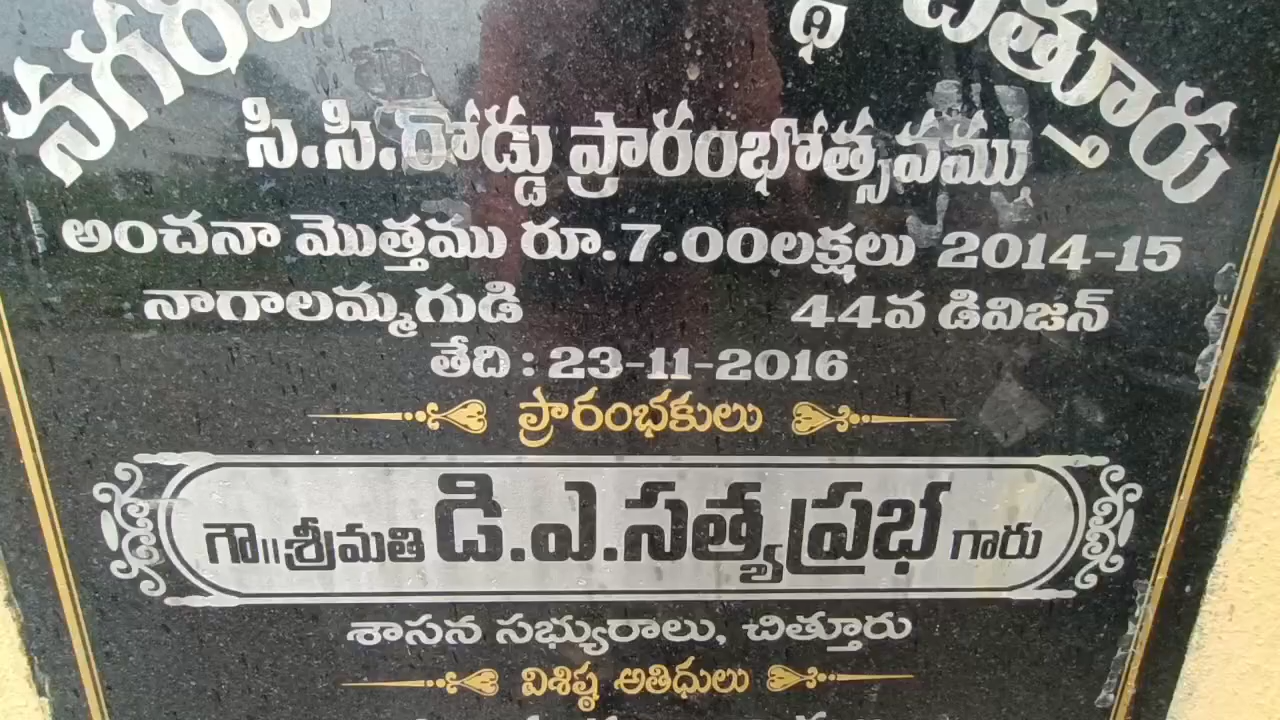 చిత్తూరు
సి.సి.రోడ్డు ప్రారంభోత్సవము
అంచనా మొత్తము రూ.7.00లక్షలు 2014-15
నాగాలమ్మగుడి 44వ డివిజన్
తేది : 23-11-2016
ప్రారంభకులు
గౌ||శ్రీమతి డి.ఎ.సత్యప్రభ గారు
శాసన సభ్యురాలు, చిత్తూరు
విశిష్ఠ అతిధులు